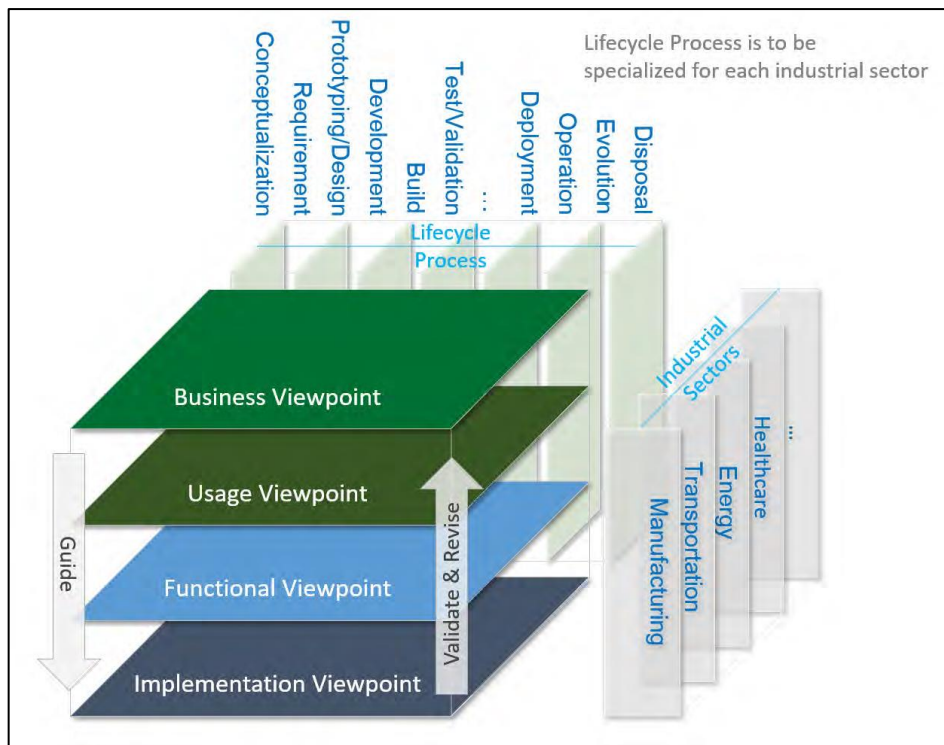 Lifecycle Process is to be
specialized for each industrial sector
Conceptualization
Requirement
Prototyping/Design
Development
Build
Test/Validation
...
Deployment
Operation
Evolution
Disposal
Lifecycle
Process
Business Viewpoint
Usage Viewpoint
Functional Viewpoint
Implementation Viewpoint
Guide
Validate & Revise
Industrial
Sectors
Manufacturing
Transportation
Energy
Healthcare
...